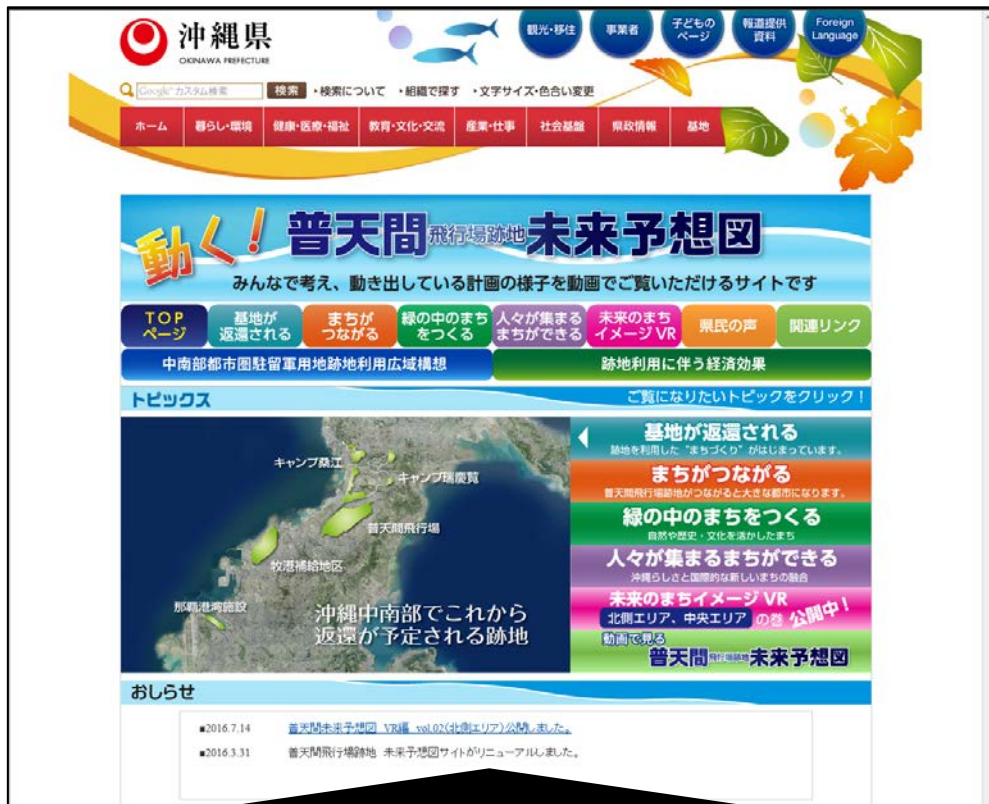 沖縄県
OKINAWA PREFECTURE
観光・移住
事業者
子どもの
ページ
報道提供
資料
Foreign
Language
Google カスタム検索
検索
・検索について
・組織で探す
・文字サイズ・色合い変更
ホーム
暮らし・環境
健康・医療・福祉
教育・文化・交流
産業・仕事
社会基盤
県政情報
基地
動く！普天間飛行場跡地未来予想図
みんなで考え、動き出している計画の様子を動画でご覧いただけるサイトです
TOP
ページ
基地が
返還される
まちが
つながる
緑の中のまち
をつくる
人々が集まる
まちができる
未来のまち
イメージ VR
県民の声
関連リンク
中南部都市圏駐留軍用地跡地利用広域構想
跡地利用に伴う経済効果
トピックス
ご覧になりたいトピックをクリック！
キャンプ桑江
キャンプ瑞慶覧
普天間飛行場
牧港補給地区
那覇港湾施設
沖縄中南部でこれから
返還が予定される跡地
基地が返還される
跡地を利用した“まちづくり”がはじまっています。
まちがつながる
普天間飛行場跡地がつながると大きな都市になります。
緑の中のまちをつくる
自然や歴史・文化を活かしたまち
人々が集まるまちができる
沖縄らしさと国際的な新しいまちの融合
未来のまちイメージ VR
北側エリア、中央エリア の巻 公開中！
動画で見る
普天間飛行場跡地未来予想図
おしらせ
■2016.7.14 普天間未来予想図 VR編 vol.02(北側エリア)公開しました。
■2016.3.31 普天間飛行場跡地 未来予想図サイトがリニューアルしました。